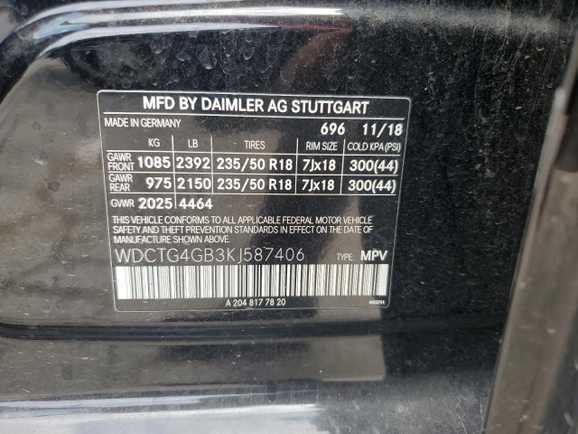 MFD BY DAIMLER AG STUTTGART
MADE IN GERMANY 696 11/18
KG LB TIRES RIM SIZE COLD KPA (PSI)
GAWR FRONT 1085 2392 235/50 R18 7Jx18 300(44)
GAWR REAR 975 2150 235/50 R18 7Jx18 300(44)
GVWR 2025 4464
THIS VEHICLE CONFORMS TO ALL APPLICABLE FEDERAL MOTOR VEHICLE
SAFETY, BUMPER, AND THEFT PREVENTION STANDARDS IN
EFFECT ON THE DATE OF MANUFACTURE SHOWN ABOVE.
WDCTG4GB3KJ587406 TYPE: MPV
A 204 817 78 20